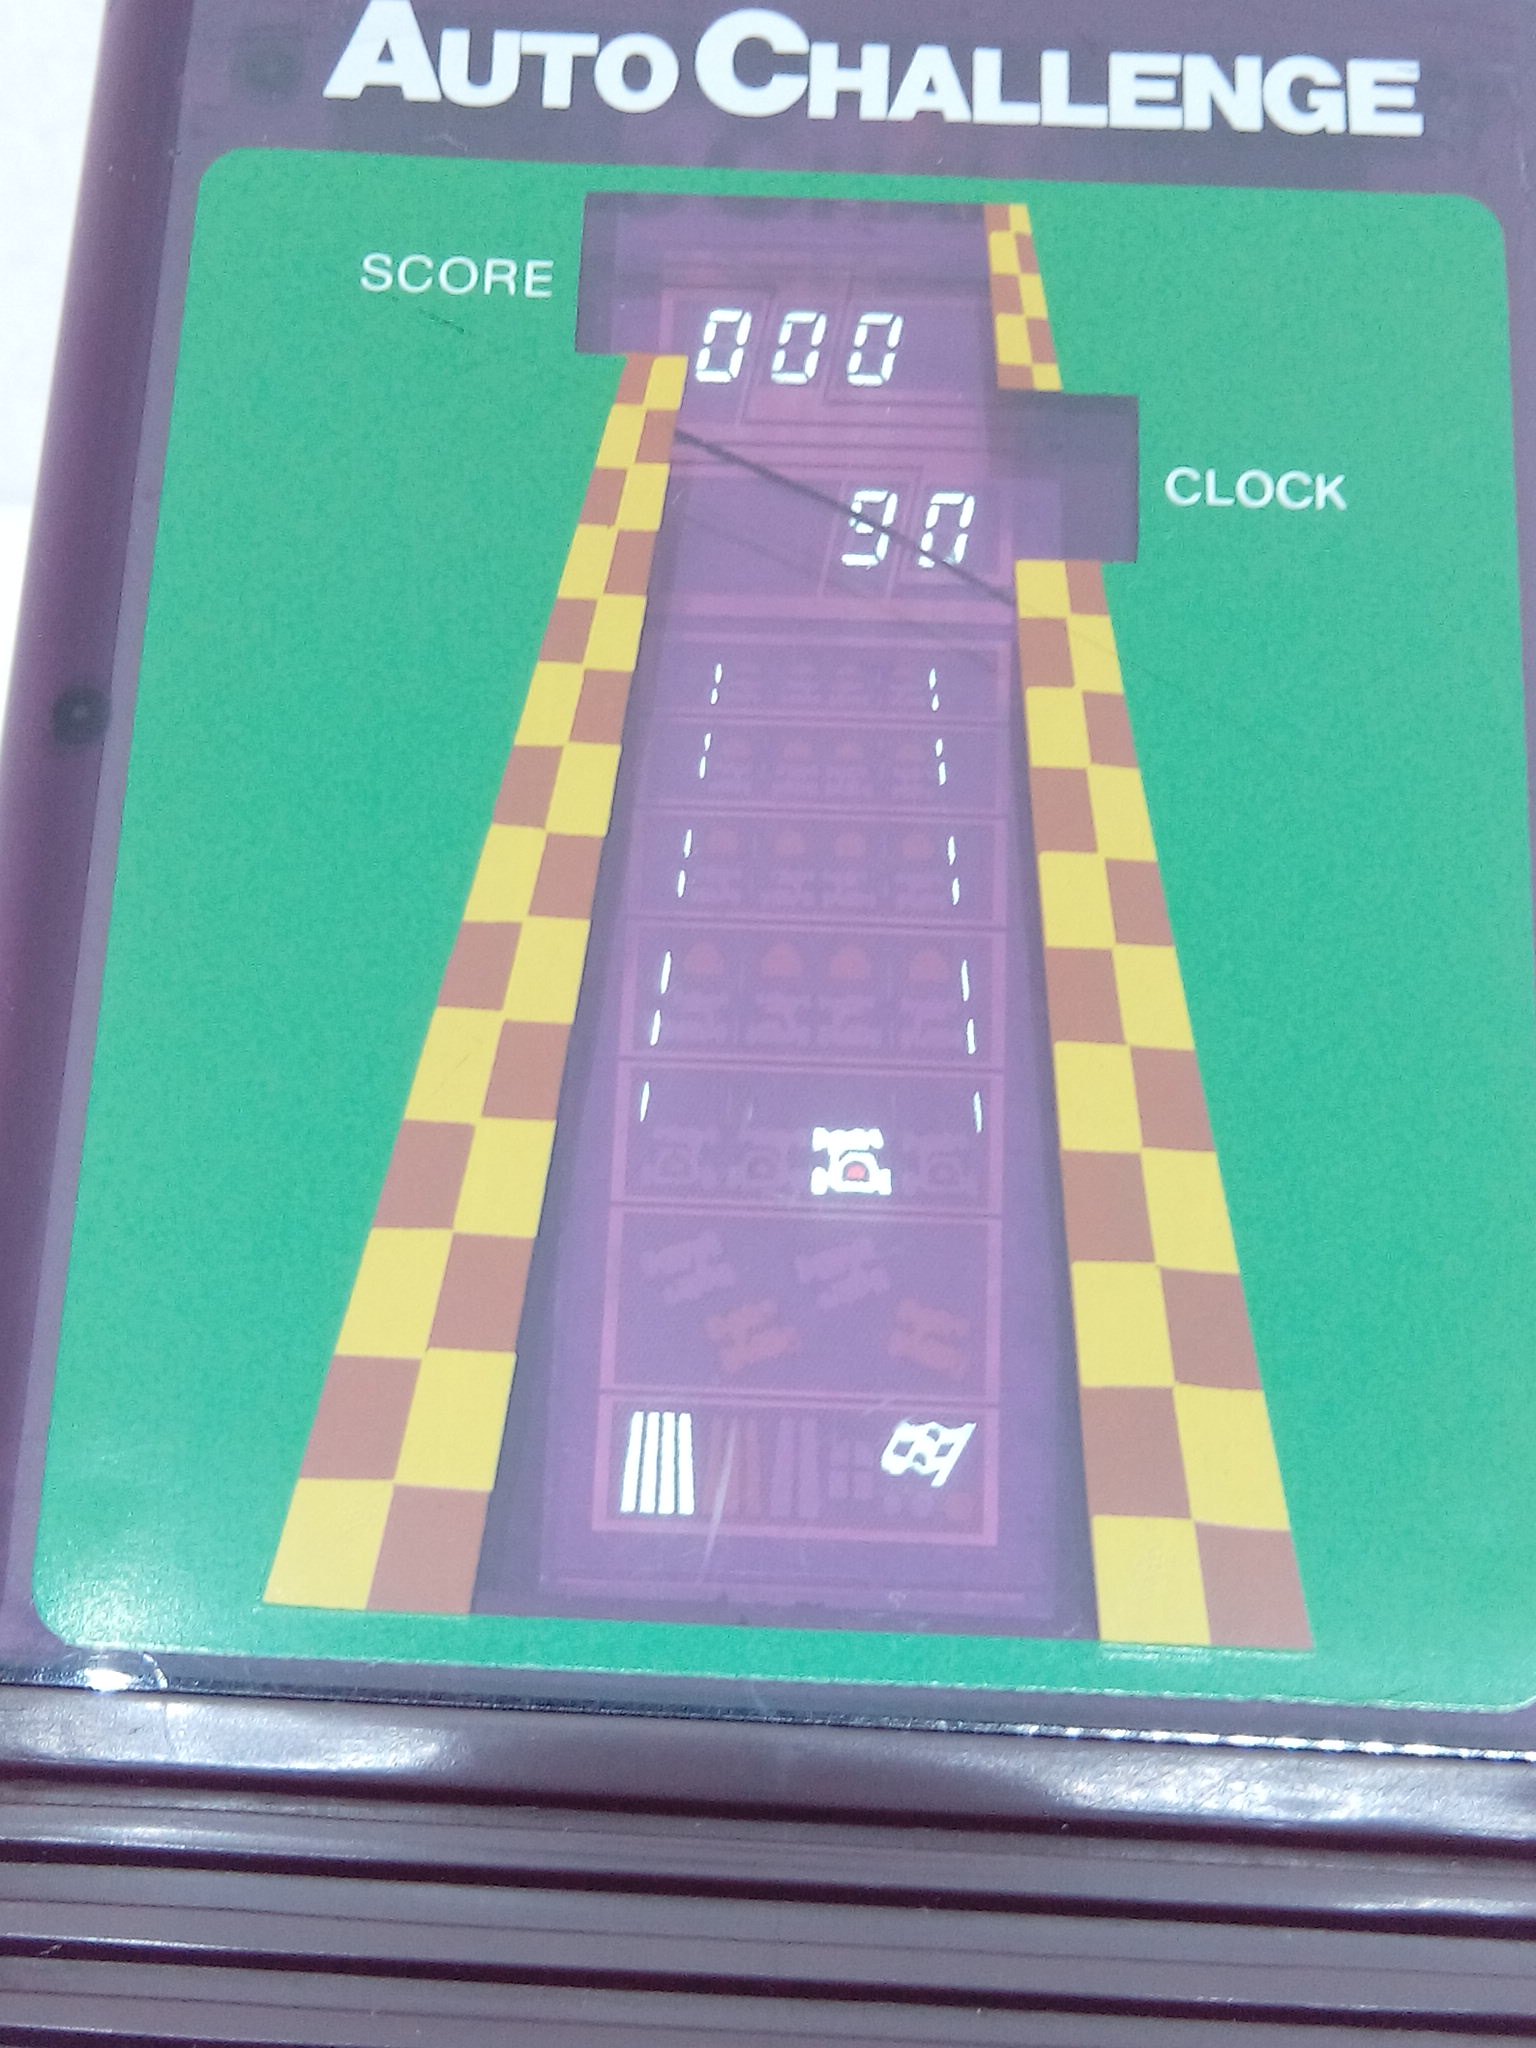 AUTO CHALLENGE
SCORE
000
90
CLOCK